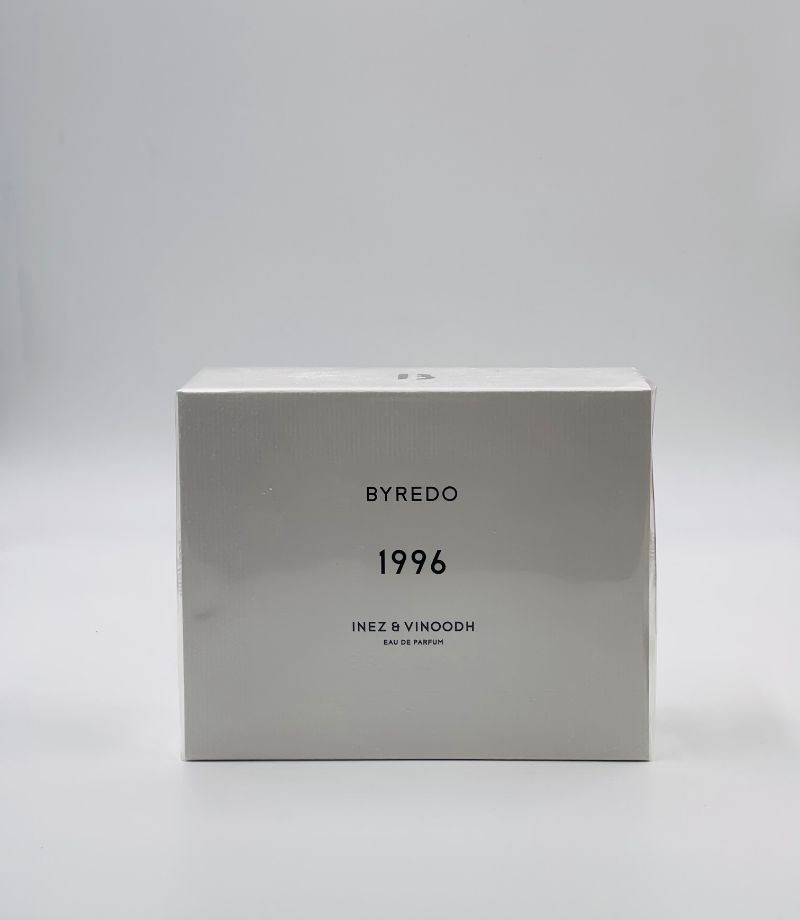 BYREDO
1996
INEZ & VINOODH
EAU DE PARFUM